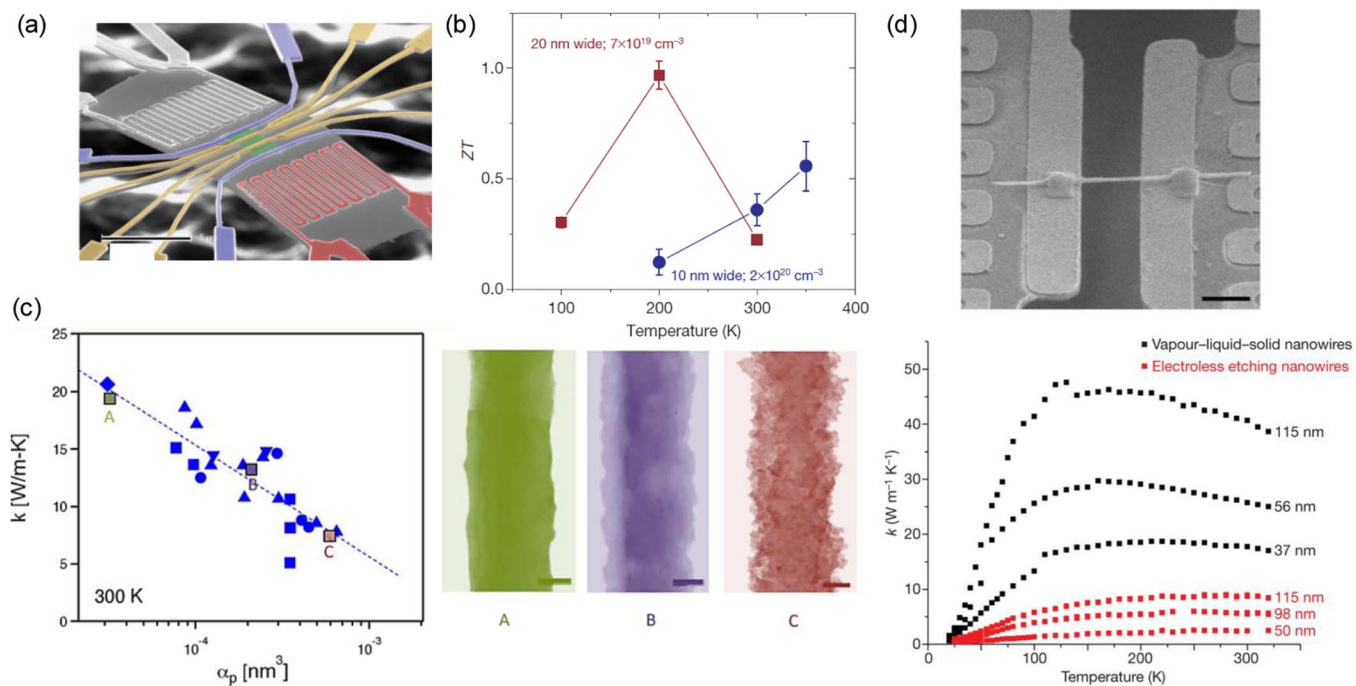 (a)
(b)
20 nm wide; 7×10¹⁹ cm⁻³
1.0
ZT
0.5
10 nm wide; 2×10²⁰ cm⁻³
0.0
100
200
300
400
Temperature (K)
(d)
(c)
25
20
15
10
5
0
k [W/m-K]
A
B
C
300 K
10⁻⁴
10⁻³
αₚ [nm³]
A
B
C
Vapour–liquid–solid nanowires
Electroless etching nanowires
50
40
30
20
10
0
k (W m⁻¹ K⁻¹)
115 nm
56 nm
37 nm
115 nm
98 nm
50 nm
0
100
200
300
Temperature (K)